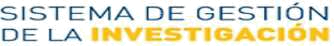 SISTEMA DE GESTIÓN
DE LA INVESTIGACIÓN